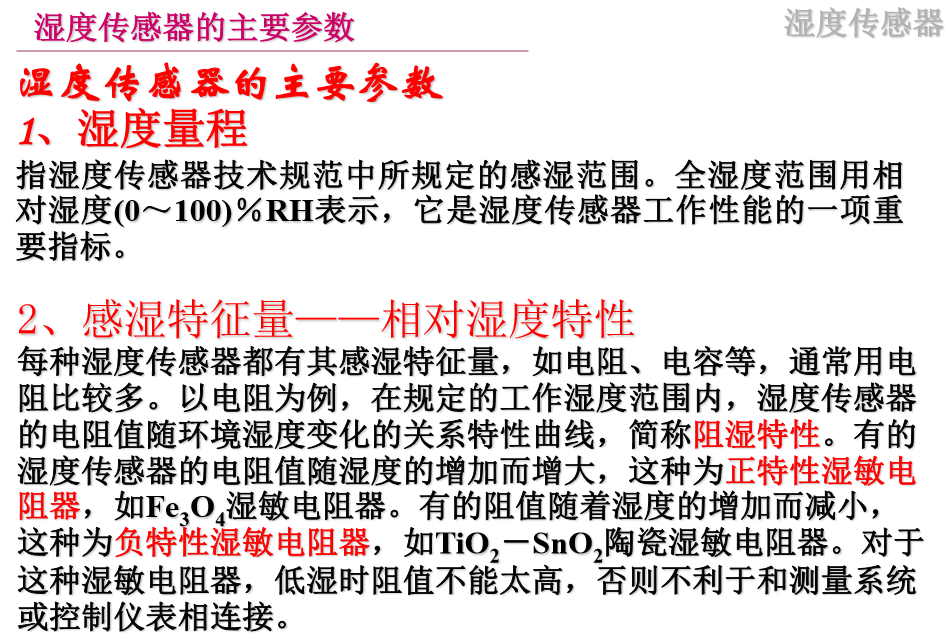 湿度传感器的主要参数
湿度传感器
湿度传感器的主要参数
1、湿度量程
指湿度传感器技术规范中所规定的感湿范围。全湿度范围用相
对湿度(0～100)％RH表示，它是湿度传感器工作性能的一项重
要指标。
2、感湿特征量——相对湿度特性
每种湿度传感器都有其感湿特征量，如电阻、电容等，通常用电
阻比较多。以电阻为例，在规定的工作湿度范围内，湿度传感器
的电阻值随环境湿度变化的关系特性曲线，简称阻湿特性。有的
湿度传感器的电阻值随湿度的增加而增大，这种为正特性湿敏电
阻器，如Fe3O4湿敏电阻器。有的阻值随着湿度的增加而减小，
这种为负特性湿敏电阻器，如TiO2－SnO2陶瓷湿敏电阻器。对于
这种湿敏电阻器，低湿时阻值不能太高，否则不利于和测量系统
或控制仪表相连接。